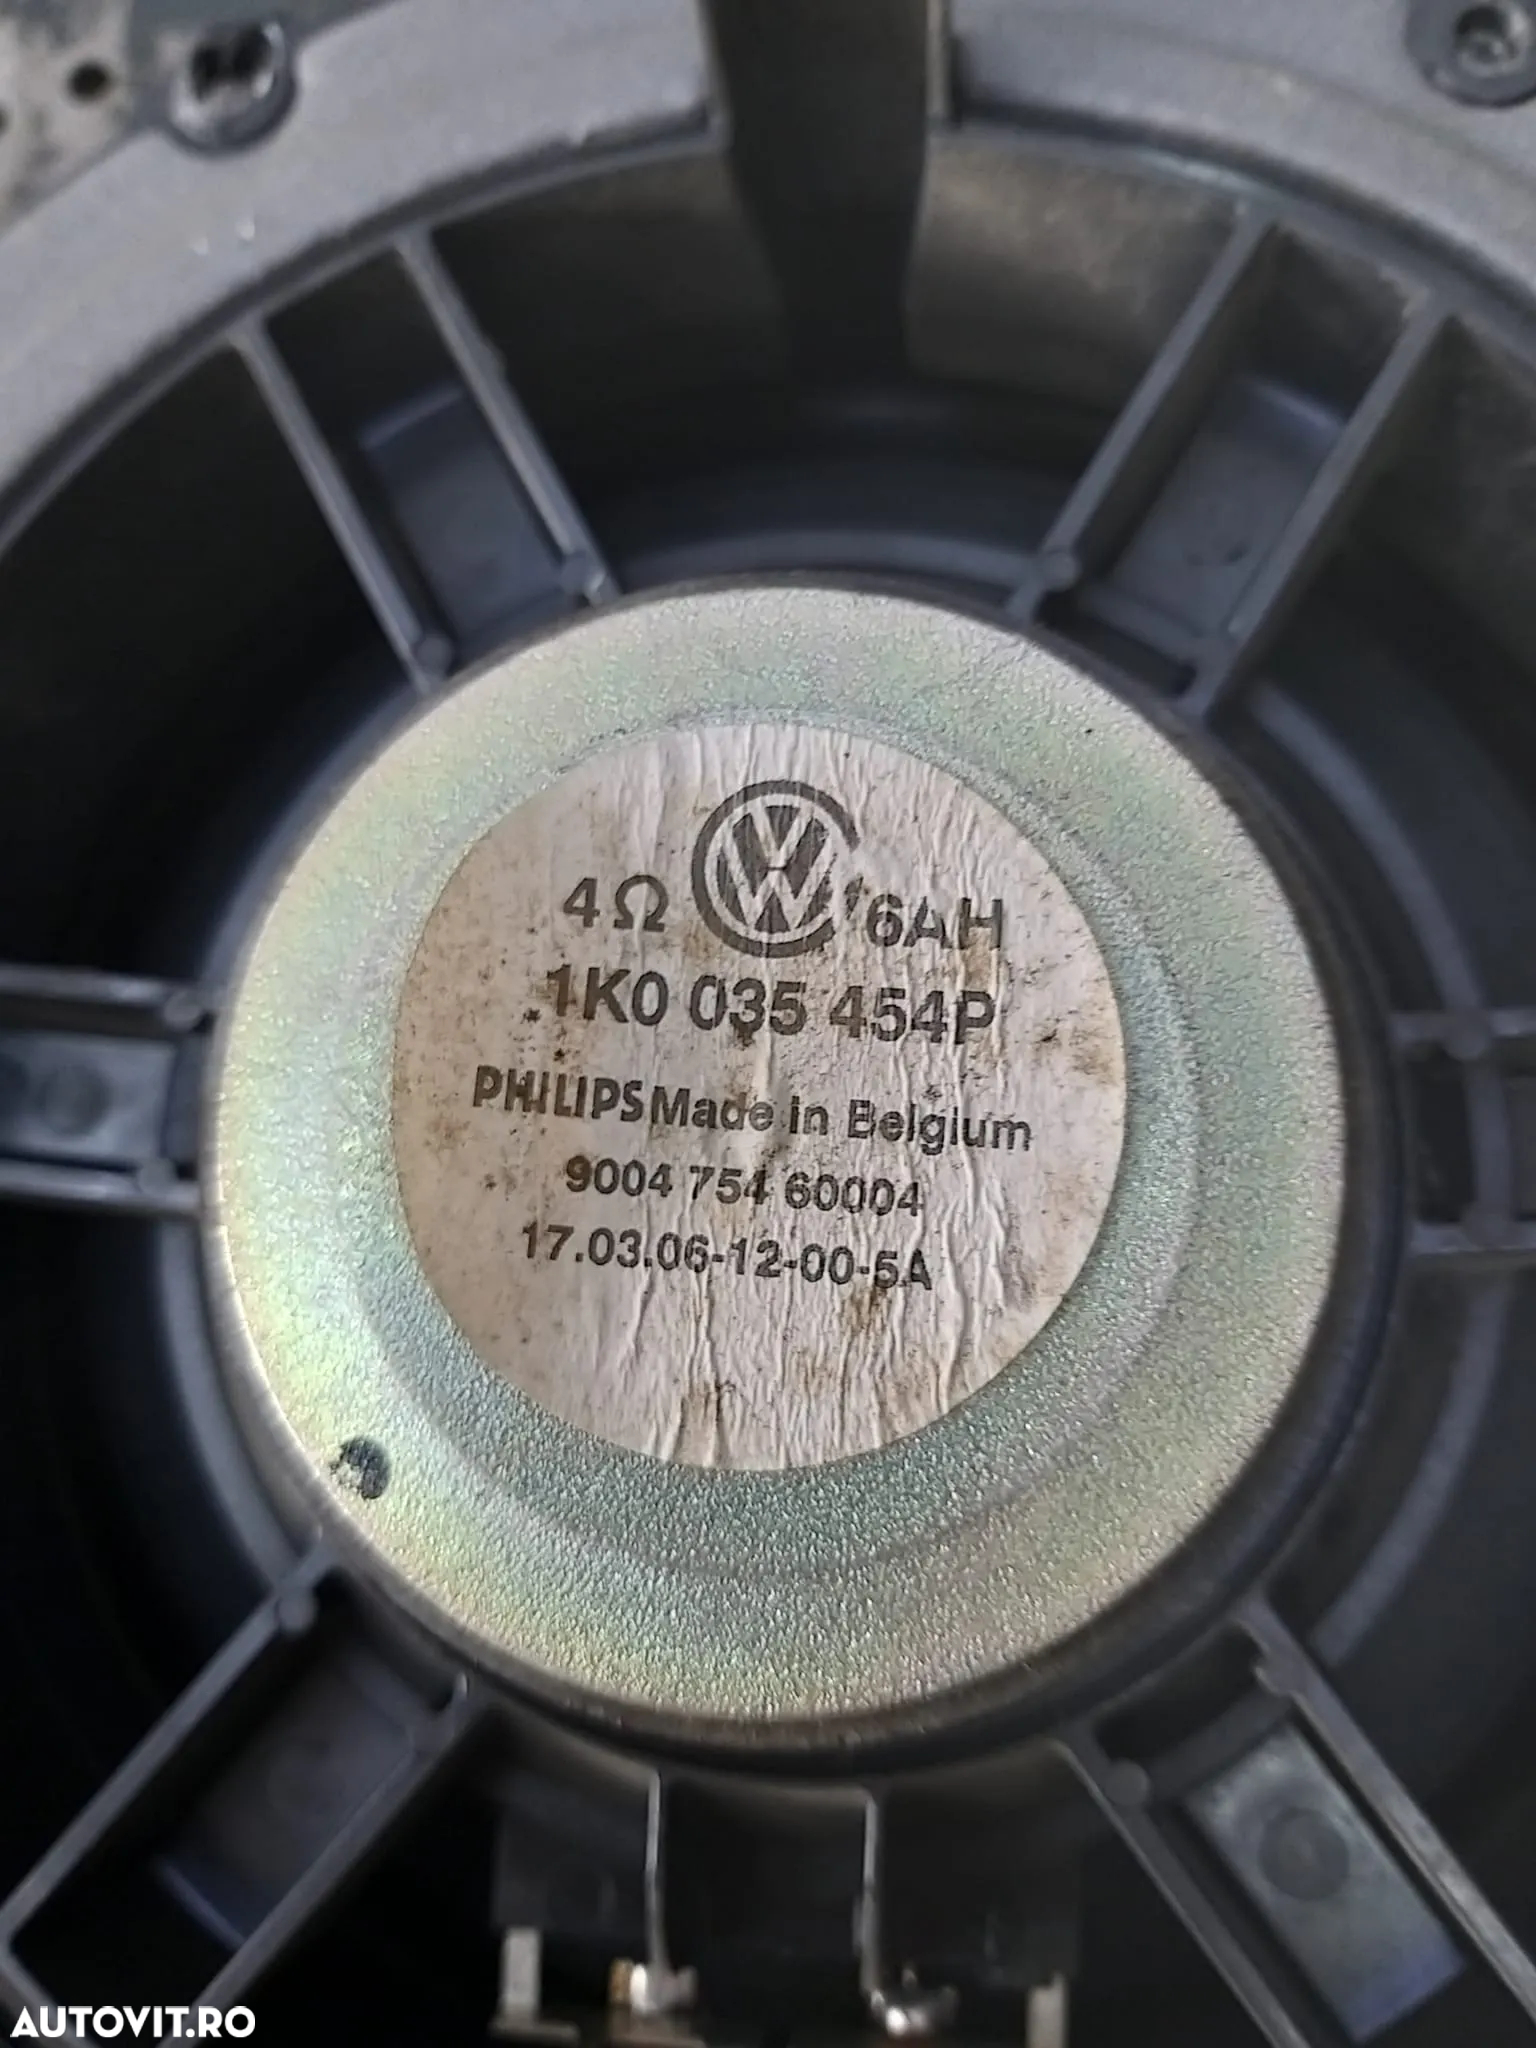 4Ω VW 6AH
1K0 035 454P
PHILIPS Made in Belgium
9004 754 60004
17.03.06-12-00-5A
AUTOVIT.RO